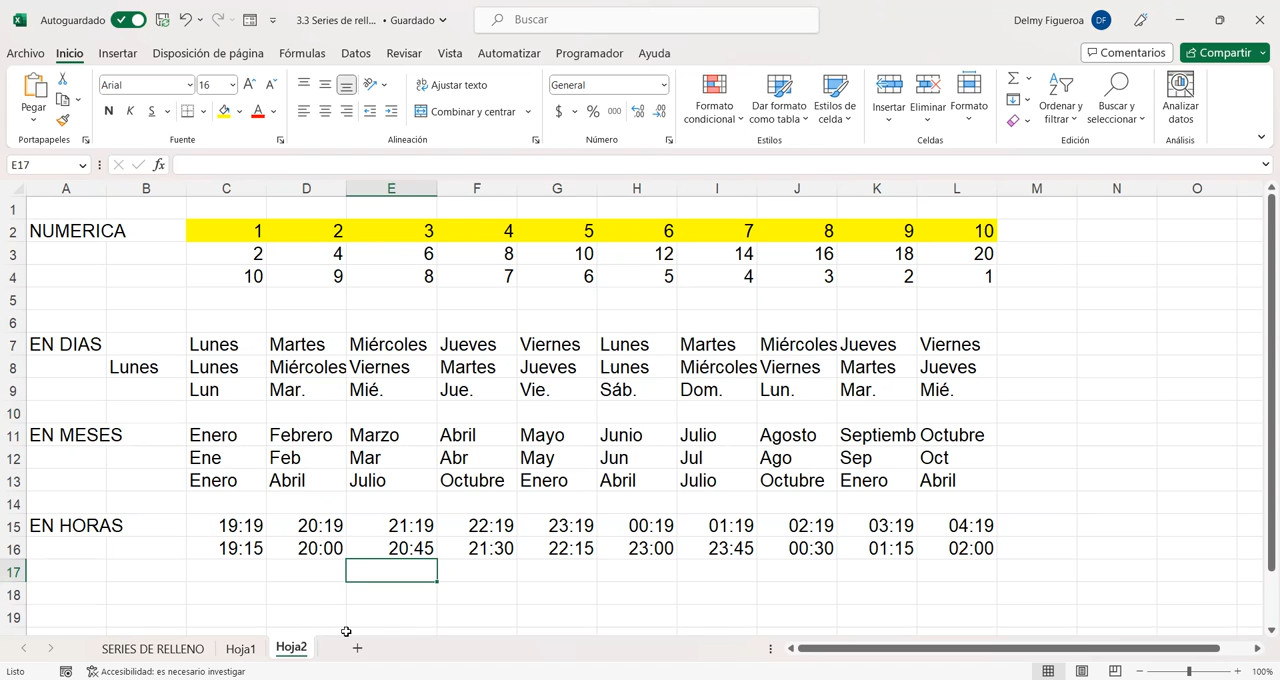 Autoguardado 3.3 Series de rell... • Guardado Buscar Delmy Figueroa DF
Archivo Inicio Insertar Disposición de página Fórmulas Datos Revisar Vista Automatizar Programador Ayuda Comentarios Compartir
Pegar Arial 16 Ajustar texto General Formato condicional Dar formato como tabla Estilos de celda Insertar Eliminar Formato Ordenar y filtrar Buscar y seleccionar Analizar datos
N K S Combinar y centrar $ % 000
Portapapeles Fuente Alineación Número Estilos Celdas Edición Análisis
E17 fx
A B C D E F G H I J K L M N O
1
2 NUMERICA 1 2 3 4 5 6 7 8 9 10
3 2 4 6 8 10 12 14 16 18 20
4 10 9 8 7 6 5 4 3 2 1
5
6
7 EN DIAS Lunes Martes Miércoles Jueves Viernes Lunes Martes Miércoles Jueves Viernes
8 Lunes Lunes Miércoles Viernes Martes Jueves Lunes Miércoles Viernes Martes Jueves
9 Lun Mar. Mié. Jue. Vie. Sáb. Dom. Lun. Mar. Mié.
10
11 EN MESES Enero Febrero Marzo Abril Mayo Junio Julio Agosto Septiemb Octubre
12 Ene Feb Mar Abr May Jun Jul Ago Sep Oct
13 Enero Abril Julio Octubre Enero Abril Julio Octubre Enero Abril
14
15 EN HORAS 19:19 20:19 21:19 22:19 23:19 00:19 01:19 02:19 03:19 04:19
16 19:15 20:00 20:45 21:30 22:15 23:00 23:45 00:30 01:15 02:00
17
18
19
SERIES DE RELLENO Hoja1 Hoja2
Listo Accesibilidad: es necesario investigar 100%